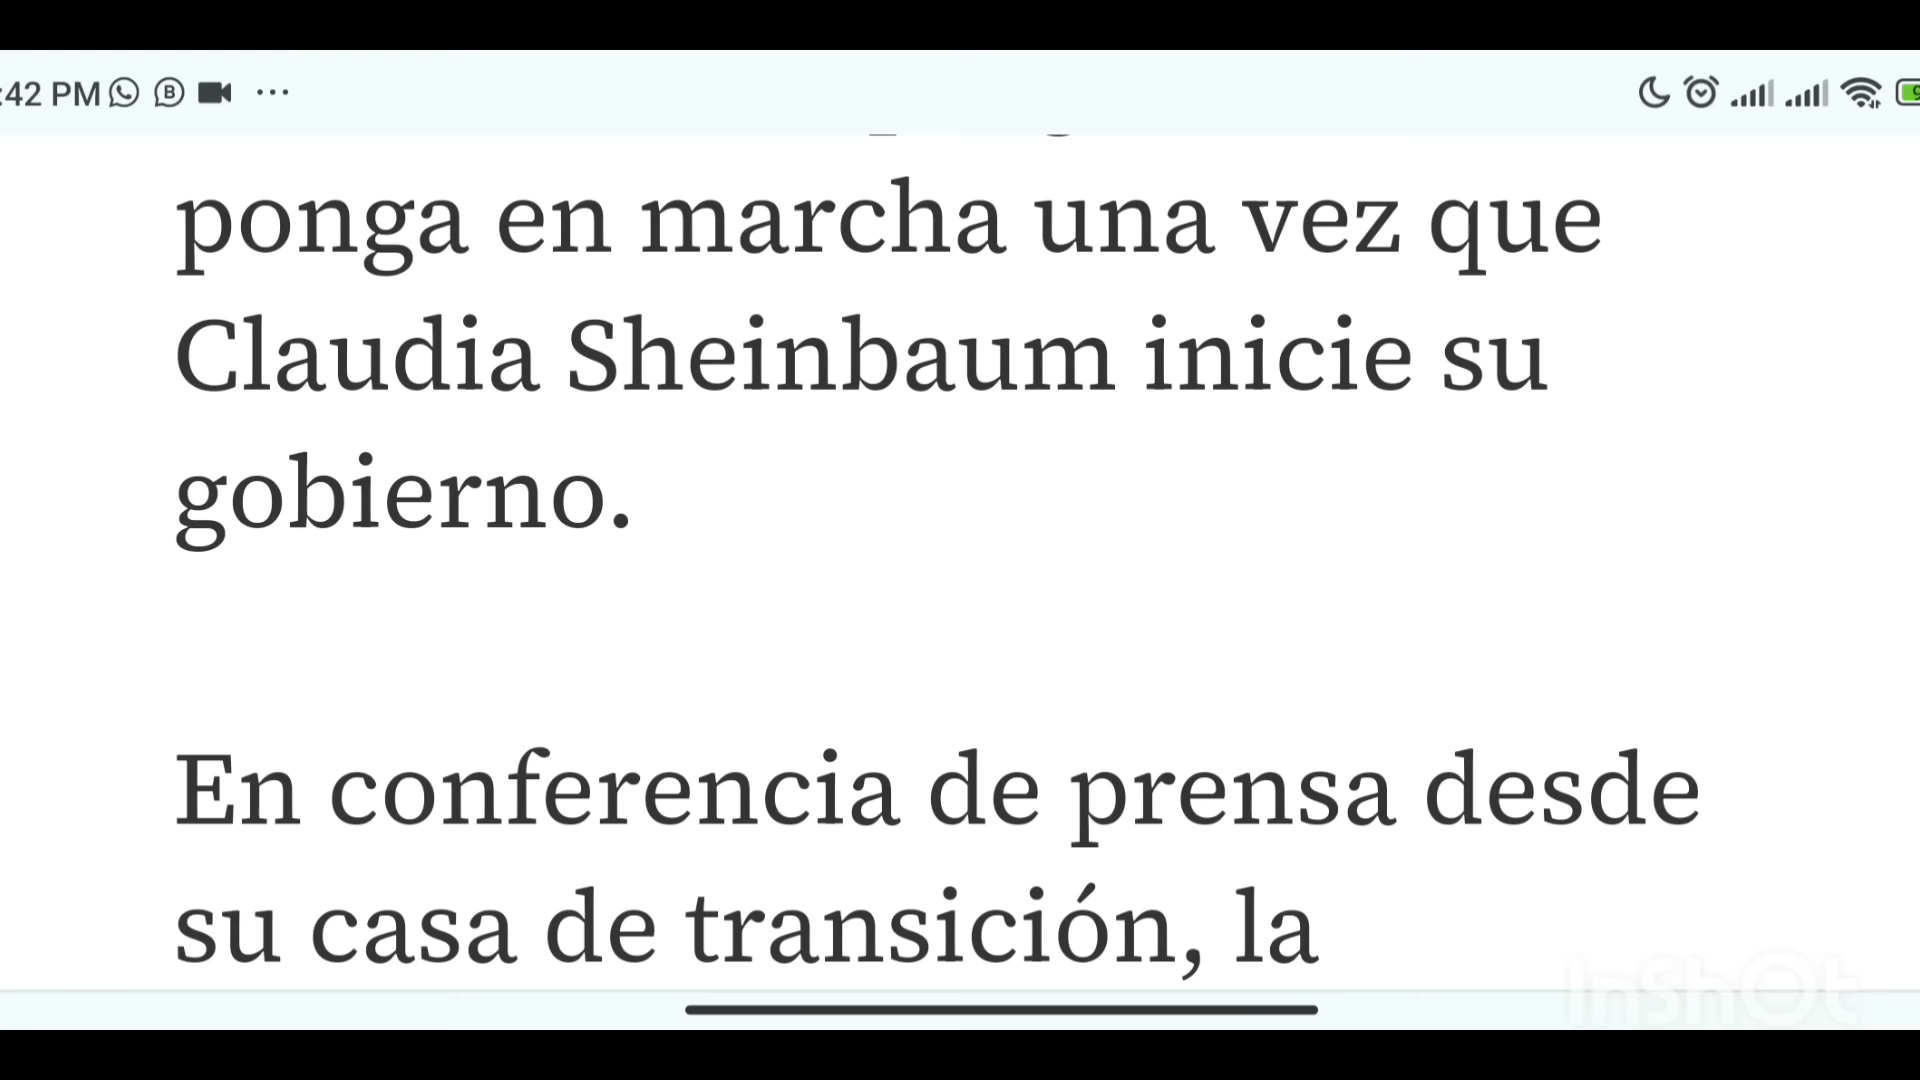 :42 PM
ponga en marcha una vez que
Claudia Sheinbaum inicie su
gobierno.
En conferencia de prensa desde
su casa de transición, la
InShOt